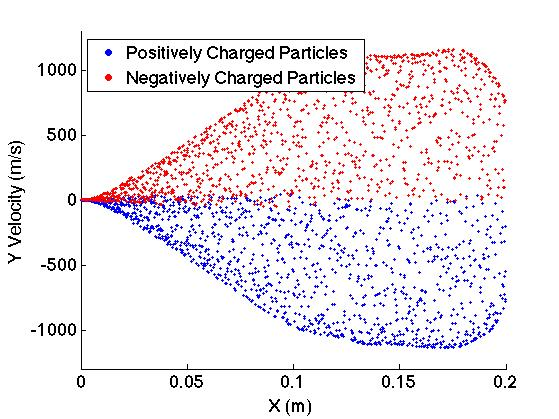 Positively Charged Particles
Negatively Charged Particles
1000
500
0
-500
-1000
Y Velocity (m/s)
0
0.05
0.1
0.15
0.2
X (m)